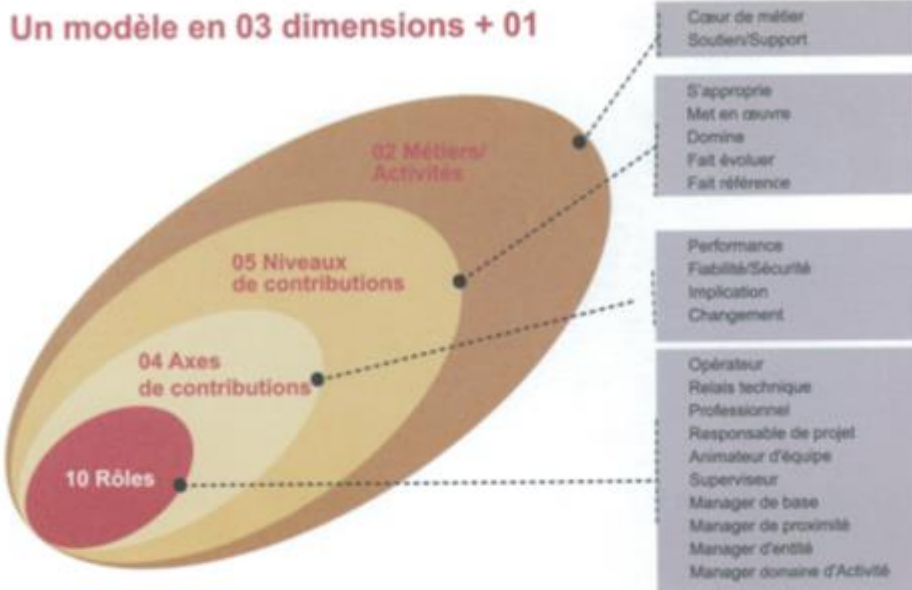 Un modèle en 03 dimensions + 01
Cœur de métier
Soutien/Support
S'approprie
Met en œuvre
Domine
Fait évoluer
Fait référence
02 Métiers/
Activités
05 Niveaux
de contributions
Performance
Fiabilité/Sécurité
Implication
Changement
04 Axes
de contributions
Opérateur
Relais technique
Professionnel
Responsable de projet
Animateur d'équipe
Superviseur
Manager de base
Manager de proximité
Manager d'entité
Manager domaine d'Activité
10 Rôles